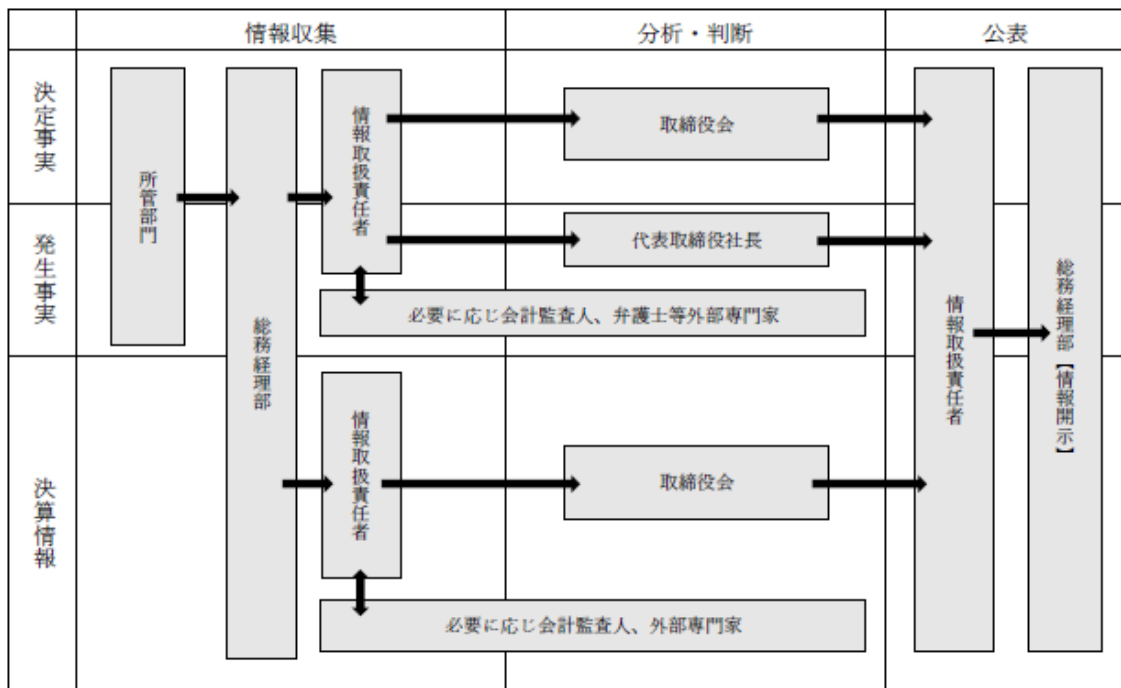 情報収集
分析・判断
公表
決定事実
発生事実
決算情報
所管部門
総務経理部
情報取扱責任者
取締役会
代表取締役社長
必要に応じ会計監査人、弁護士等外部専門家
情報取扱責任者
取締役会
必要に応じ会計監査人、外部専門家
情報取扱責任者
総務経理部【情報開示】